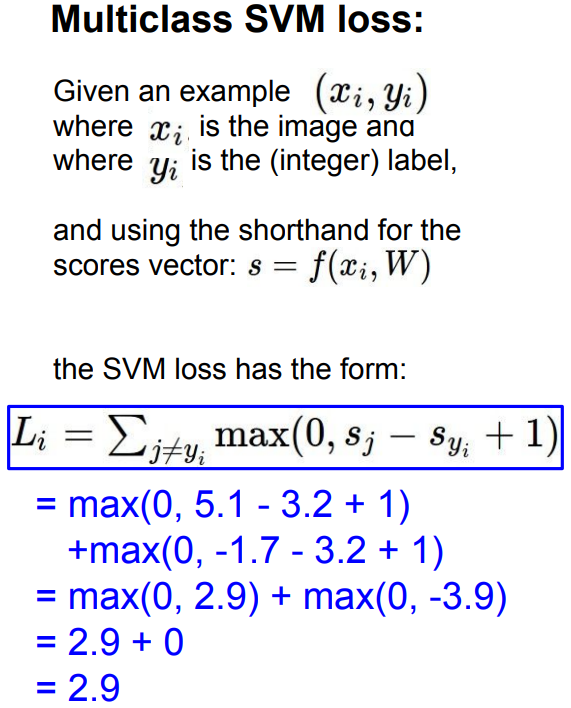 Multiclass SVM loss:
Given an example (x_i, y_i)
where x_i is the image and
where y_i is the (integer) label,
and using the shorthand for the
scores vector: s = f(x_i, W)
the SVM loss has the form:
L_i = ∑_{j≠y_i} max(0, s_j − s_{y_i} + 1)
= max(0, 5.1 - 3.2 + 1)
+max(0, -1.7 - 3.2 + 1)
= max(0, 2.9) + max(0, -3.9)
= 2.9 + 0
= 2.9